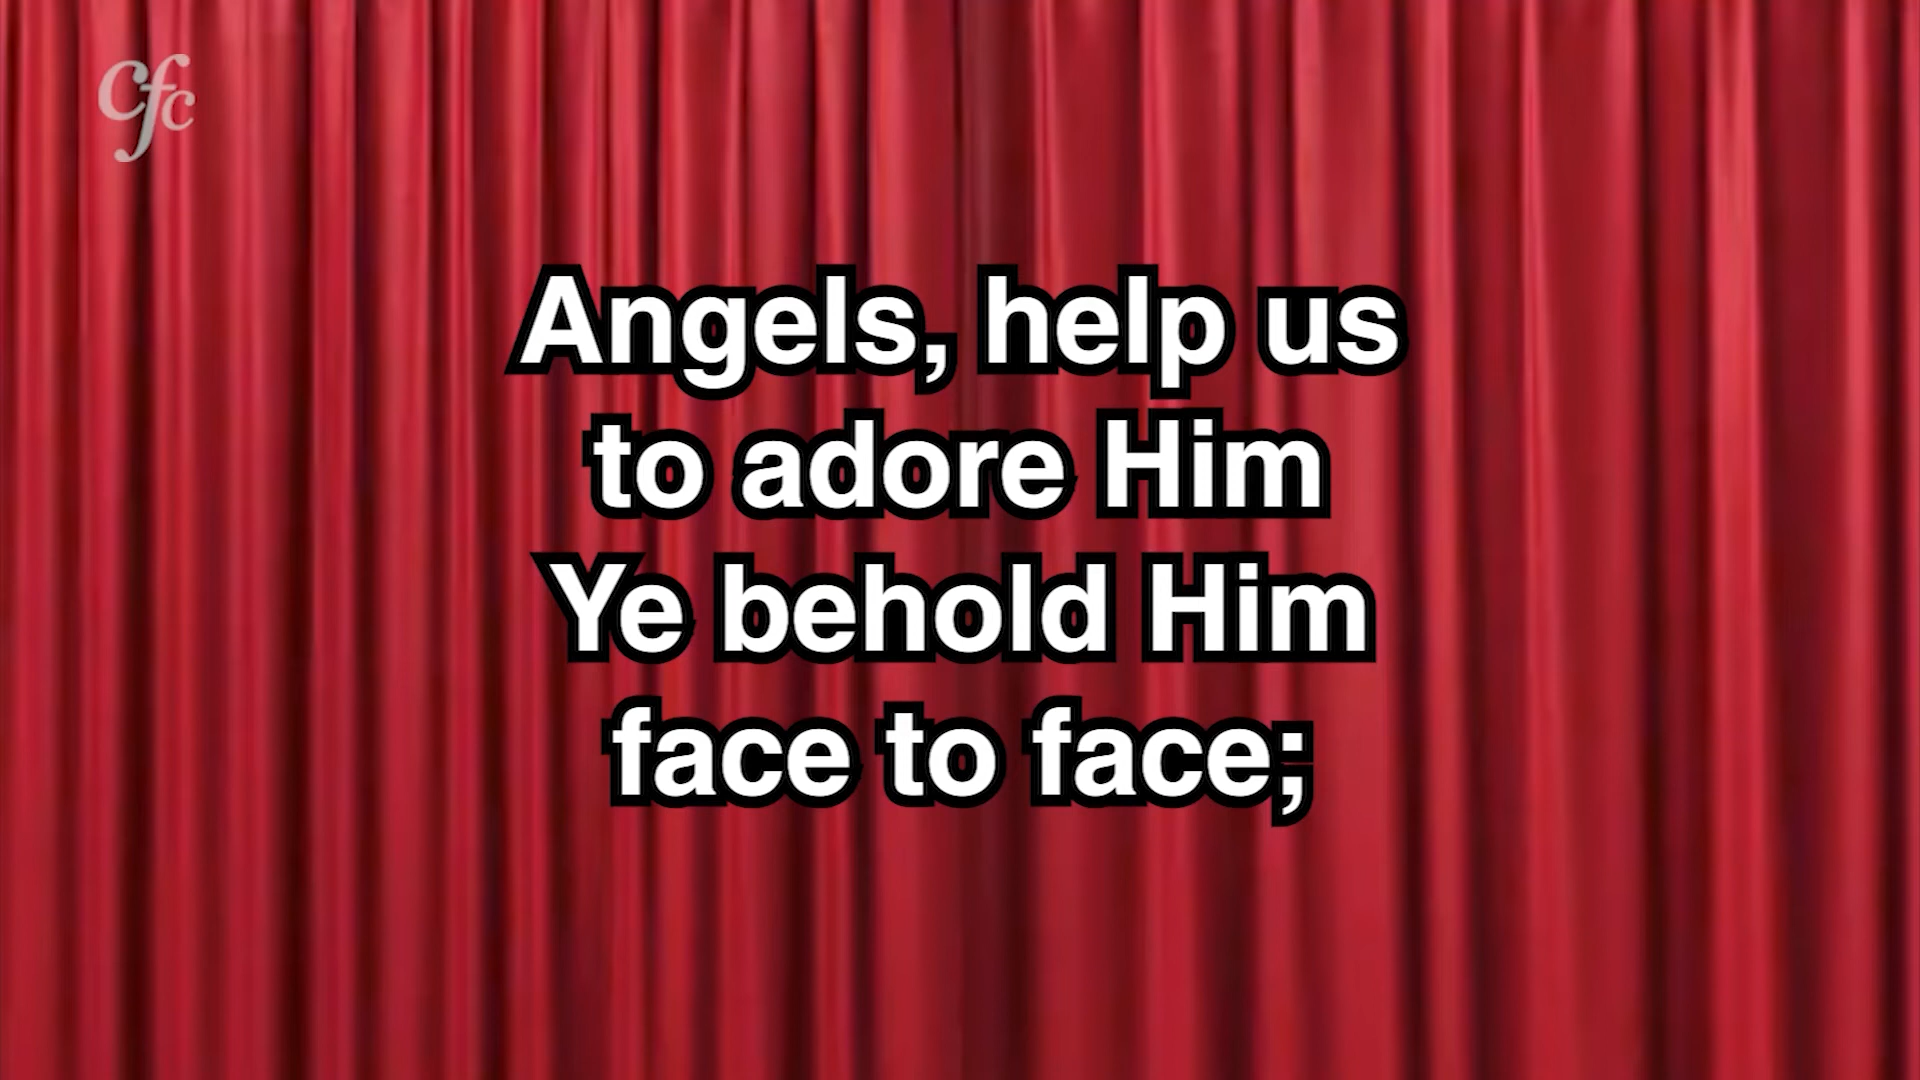 cfc
Angels, help us
to adore Him
Ye behold Him
face to face;